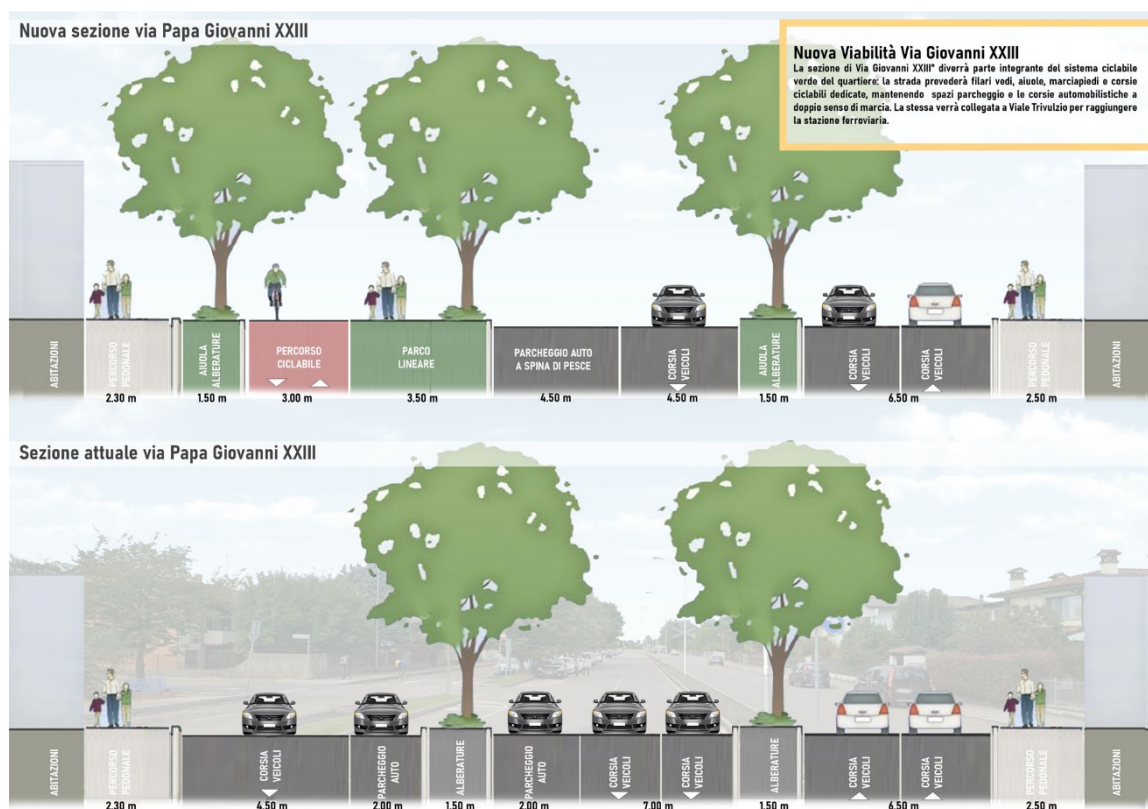 Nuova sezione via Papa Giovanni XXIII
Nuova Viabilità Via Giovanni XXIII
La sezione di Via Giovanni XXIII° diverrà parte integrante del sistema ciclabile
verde del quartiere: la strada prevederà filari vedi, aiuole, marciapiedi e corsie
ciclabili dedicate, mantenendo spazi parcheggio e le corsie automobilistiche a
doppio senso di marcia. La stessa verrà collegata a Viale Trivulzio per raggiungere
la stazione ferroviaria.
ABITAZIONI
PERCORSO
PEDONALE
AIUOLA
ALBERATURE
PERCORSO
CICLABILE
PARCO
LINEARE
PARCHEGGIO AUTO
A SPINA DI PESCE
CORSIA
VEICOLI
AIUOLA
ALBERATURE
CORSIA
VEICOLI
CORSIA
VEICOLI
PERCORSO
PEDONALE
ABITAZIONI
2.30 m 1.50 m 3.00 m 3.50 m 4.50 m 4.50 m 1.50 m 6.50 m 2.50 m
Sezione attuale via Papa Giovanni XXIII
ABITAZIONI
PERCORSO
PEDONALE
CORSIA
VEICOLI
PARCHEGGIO
AUTO
ALBERATURE
PARCHEGGIO
AUTO
CORSIA
VEICOLI
CORSIA
VEICOLI
ALBERATURE
CORSIA
VEICOLI
CORSIA
VEICOLI
PERCORSO
PEDONALE
ABITAZIONI
2.30 m 4.50 m 2.00 m 1.50 m 2.00 m 7.00 m 1.50 m 6.50 m 2.50 m